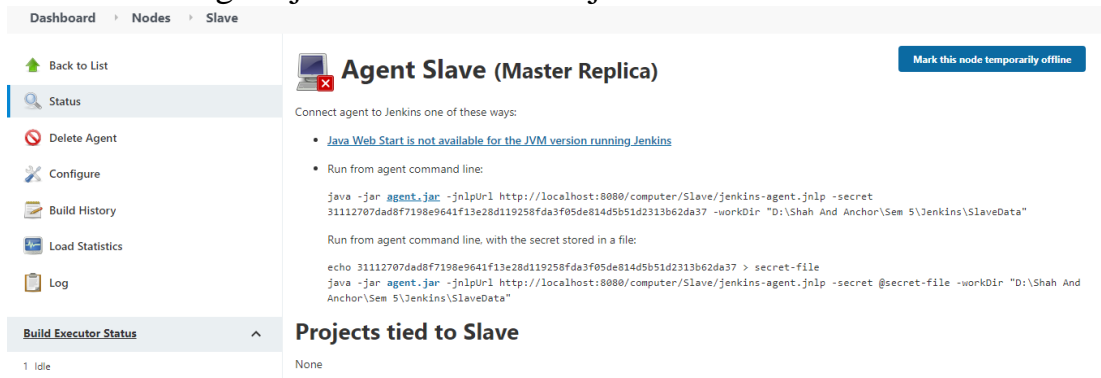 Dashboard
Nodes
Slave
Back to List
Status
Delete Agent
Configure
Build History
Load Statistics
Log
Build Executor Status
1 Idle
Agent Slave (Master Replica)
Mark this node temporarily offline
Connect agent to Jenkins one of these ways:
Java Web Start is not available for the JVM version running Jenkins
Run from agent command line:
java -jar agent.jar -jnlpUrl http://localhost:8080/computer/Slave/jenkins-agent.jnlp -secret
31112707dad8f7198e9641f13e28d119258fda3f05de814d5b51d2313b62da37 -workDir "D:\Shah And Anchor\Sem 5\Jenkins\SlaveData"
Run from agent command line, with the secret stored in a file:
echo 31112707dad8f7198e9641f13e28d119258fda3f05de814d5b51d2313b62da37 > secret-file
java -jar agent.jar -jnlpUrl http://localhost:8080/computer/Slave/jenkins-agent.jnlp -secret @secret-file -workDir "D:\Shah And
Anchor\Sem 5\Jenkins\SlaveData"
Projects tied to Slave
None